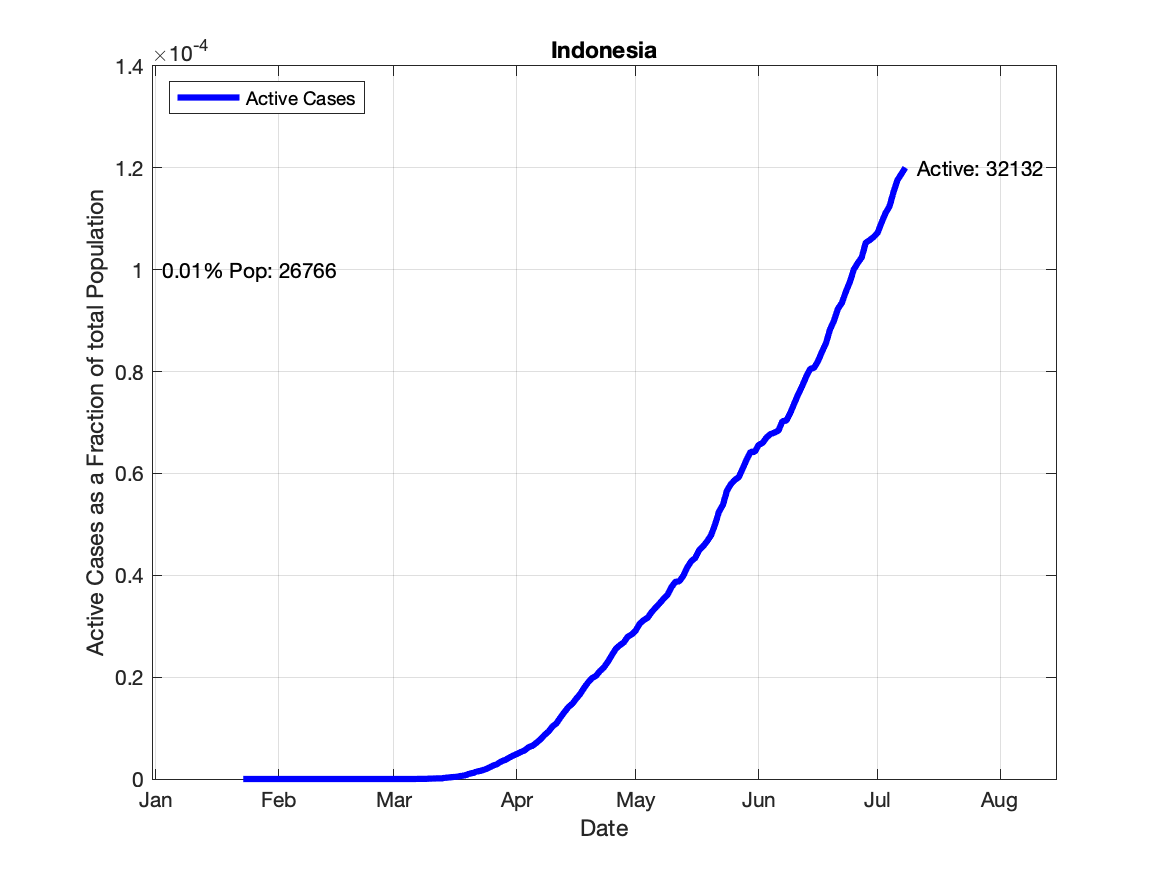 Indonesia
×10-4
1.4
1.2
1
0.8
0.6
0.4
0.2
0
Active Cases
Active: 32132
0.01% Pop: 26766
Active Cases as a Fraction of total Population
Jan Feb Mar Apr May Jun Jul Aug
Date